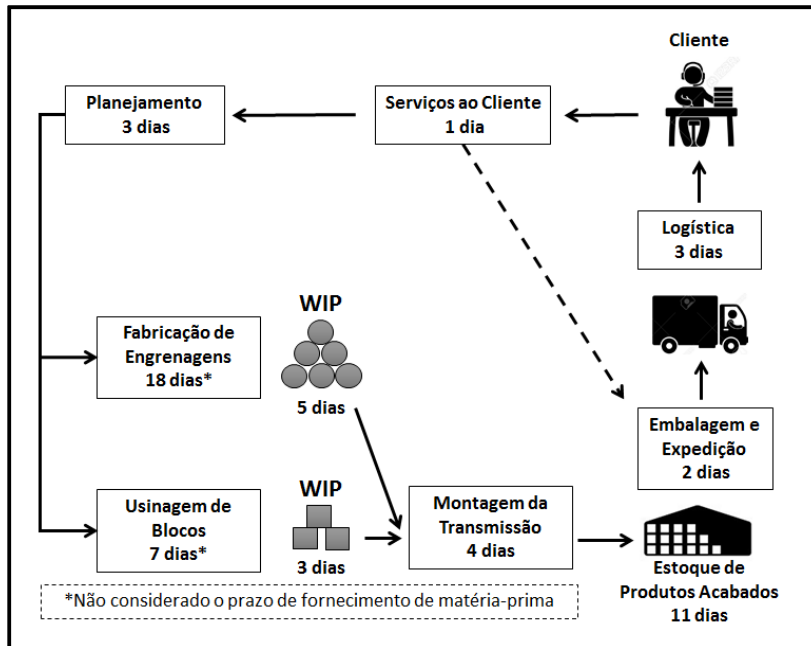 Cliente
Planejamento
3 dias
Serviços ao Cliente
1 dia
Logística
3 dias
WIP
Fabricação de
Engrenagens
18 dias*
5 dias
Embalagem e
Expedição
2 dias
WIP
Usinagem de
Blocos
7 dias*
3 dias
Montagem da
Transmissão
4 dias
Estoque de
Produtos Acabados
11 dias
*Não considerado o prazo de fornecimento de matéria-prima